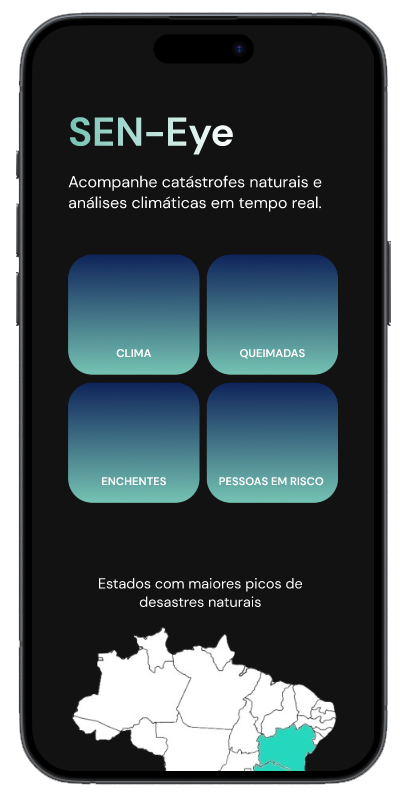 SEN-Eye
Acompanhe catástrofes naturais e
análises climáticas em tempo real.
CLIMA
QUEIMADAS
ENCHENTES
PESSOAS EM RISCO
Estados com maiores picos de
desastres naturais